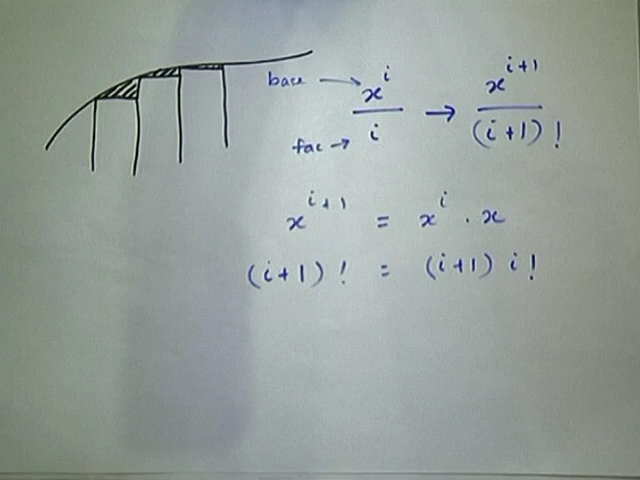 base → x^i / i → x^(i+1) / (i+1)!
fac →
x^(i+1) = x^i . x
(i+1)! = (i+1) i!